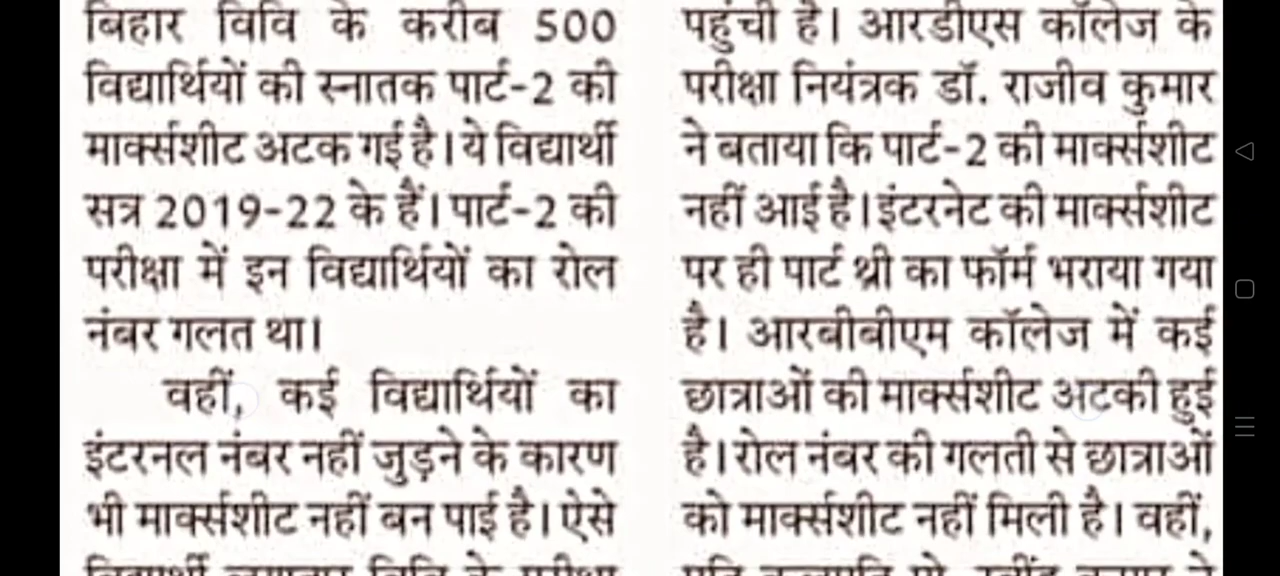 बिहार विवि के करीब 500
विद्यार्थियों की स्नातक पार्ट-2 की
मार्क्सशीट अटक गई है। ये विद्यार्थी
सत्र 2019-22 के हैं। पार्ट-2 की
परीक्षा में इन विद्यार्थियों का रोल
नंबर गलत था।
वहीं, कई विद्यार्थियों का
इंटरनल नंबर नहीं जुड़ने के कारण
भी मार्क्सशीट नहीं बन पाई है। ऐसे
पहुंची है। आरडीएस कॉलेज के
परीक्षा नियंत्रक डॉ. राजीव कुमार
ने बताया कि पार्ट-2 की मार्क्सशीट
नहीं आई है। इंटरनेट की मार्क्सशीट
पर ही पार्ट थ्री का फॉर्म भराया गया
है। आरबीबीएम कॉलेज में कई
छात्राओं की मार्क्सशीट अटकी हुई
है। रोल नंबर की गलती से छात्राओं
को मार्क्सशीट नहीं मिली है। वहीं,